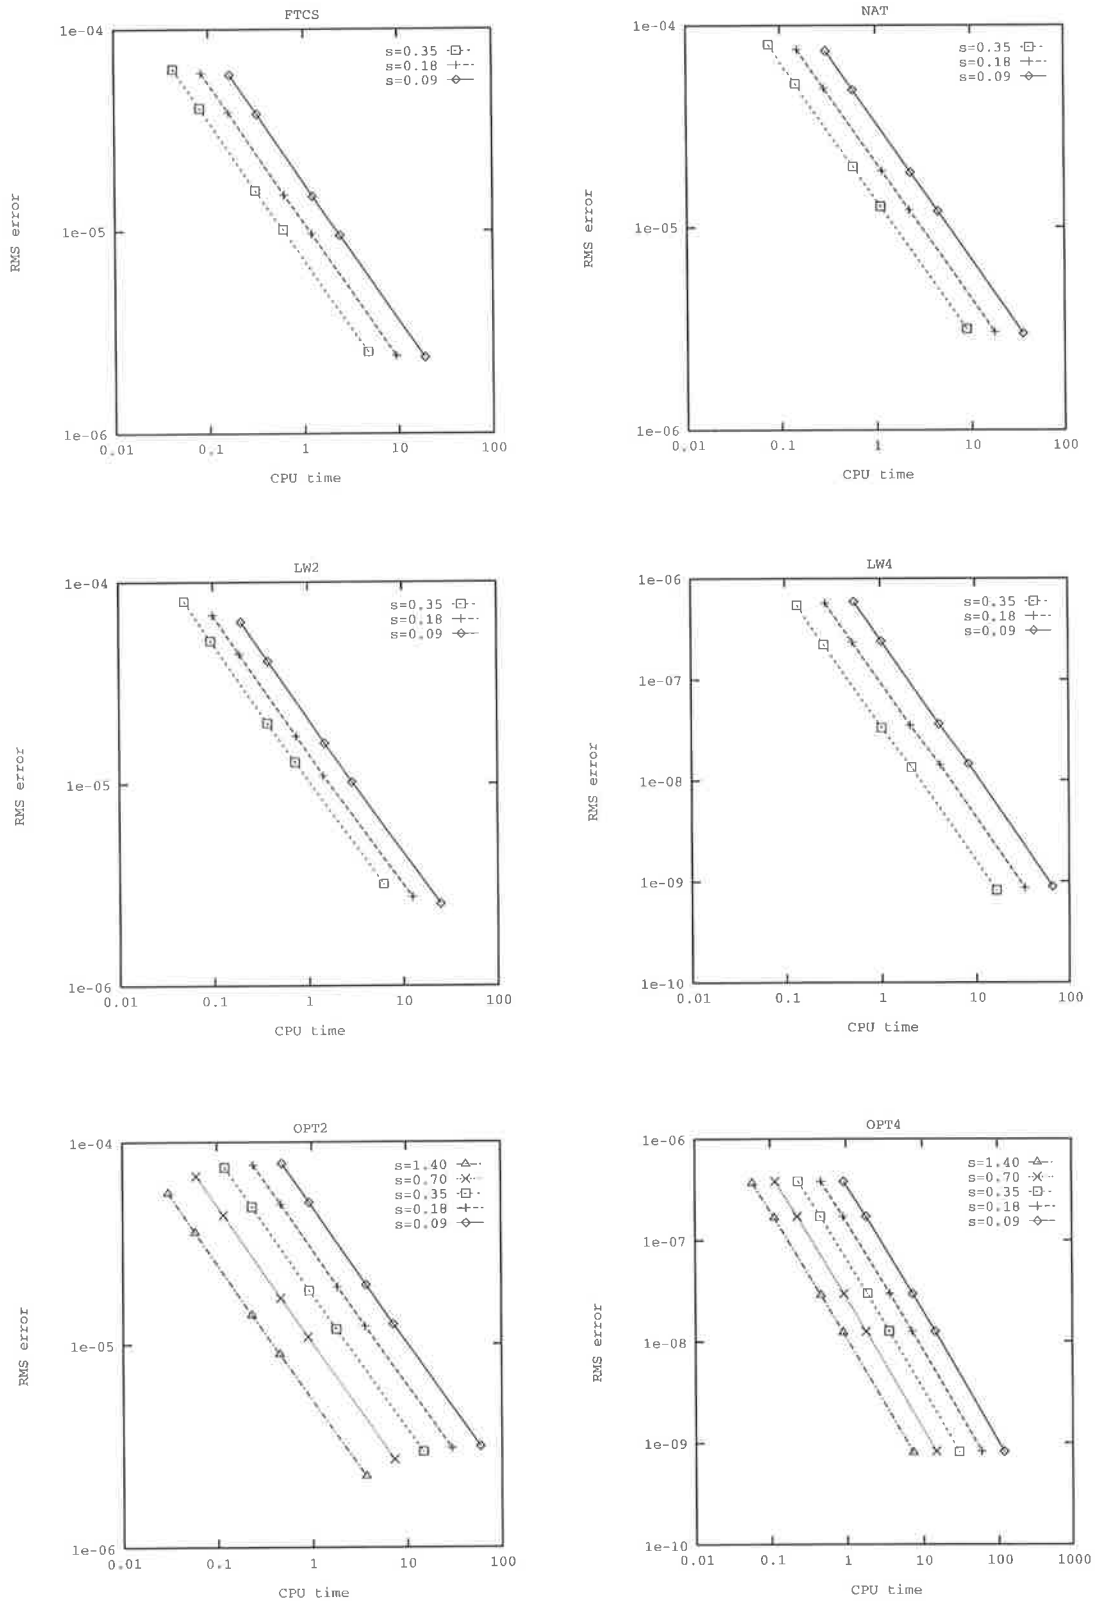 FTCS
1e-04
s=0.35
s=0.18
s=0.09
RMS error
1e-05
1e-06
0.01 0.1 1 10 100
CPU time
NAT
1e-04
s=0.35
s=0.18
s=0.09
RMS error
1e-05
1e-06
0.01 0.1 1 10 100
CPU time
LW2
1e-04
s=0.35
s=0.18
s=0.09
RMS error
1e-05
1e-06
0.01 0.1 1 10 100
CPU time
LW4
1e-06
s=0.35
s=0.18
s=0.09
1e-07
RMS error
1e-08
1e-09
1e-10
0.01 0.1 1 10 100
CPU time
OPT2
1e-04
s=1.40
s=0.70
s=0.35
s=0.18
s=0.09
RMS error
1e-05
1e-06
0.01 0.1 1 10 100
CPU time
OPT4
1e-06
s=1.40
s=0.70
s=0.35
s=0.18
s=0.09
1e-07
RMS error
1e-08
1e-09
1e-10
0.01 0.1 1 10 100 1000
CPU time